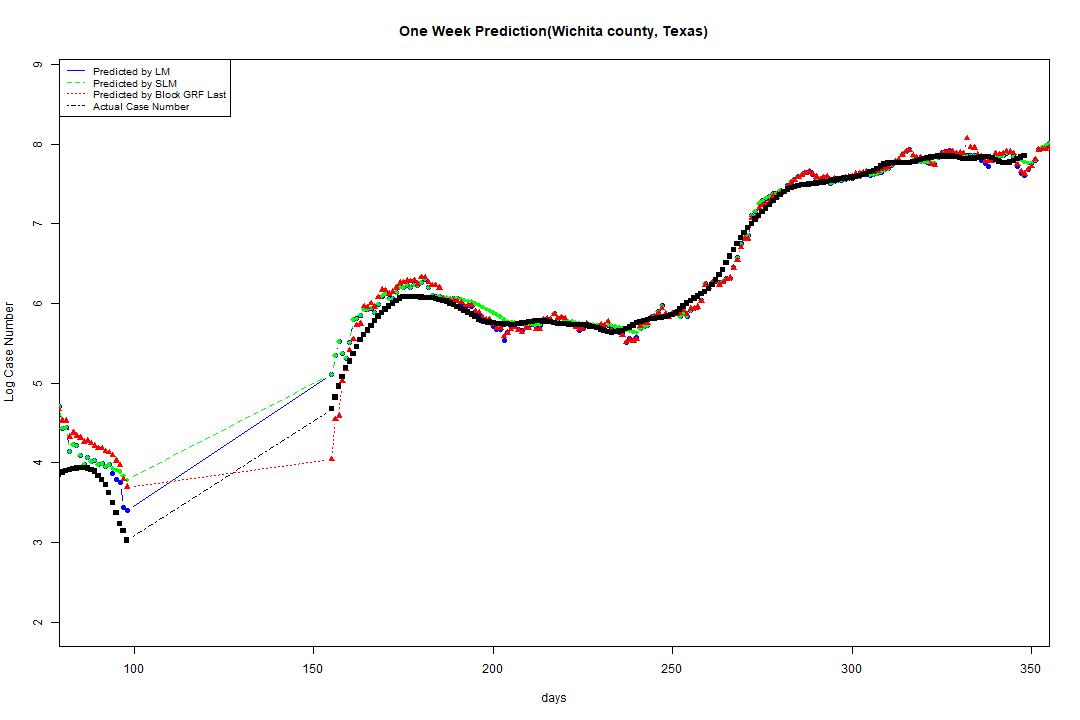 One Week Prediction(Wichita county, Texas)
Predicted by LM
Predicted by SLM
Predicted by Block GRF Last
Actual Case Number
9
8
7
6
5
4
3
2
Log Case Number
100 150 200 250 300 350
days